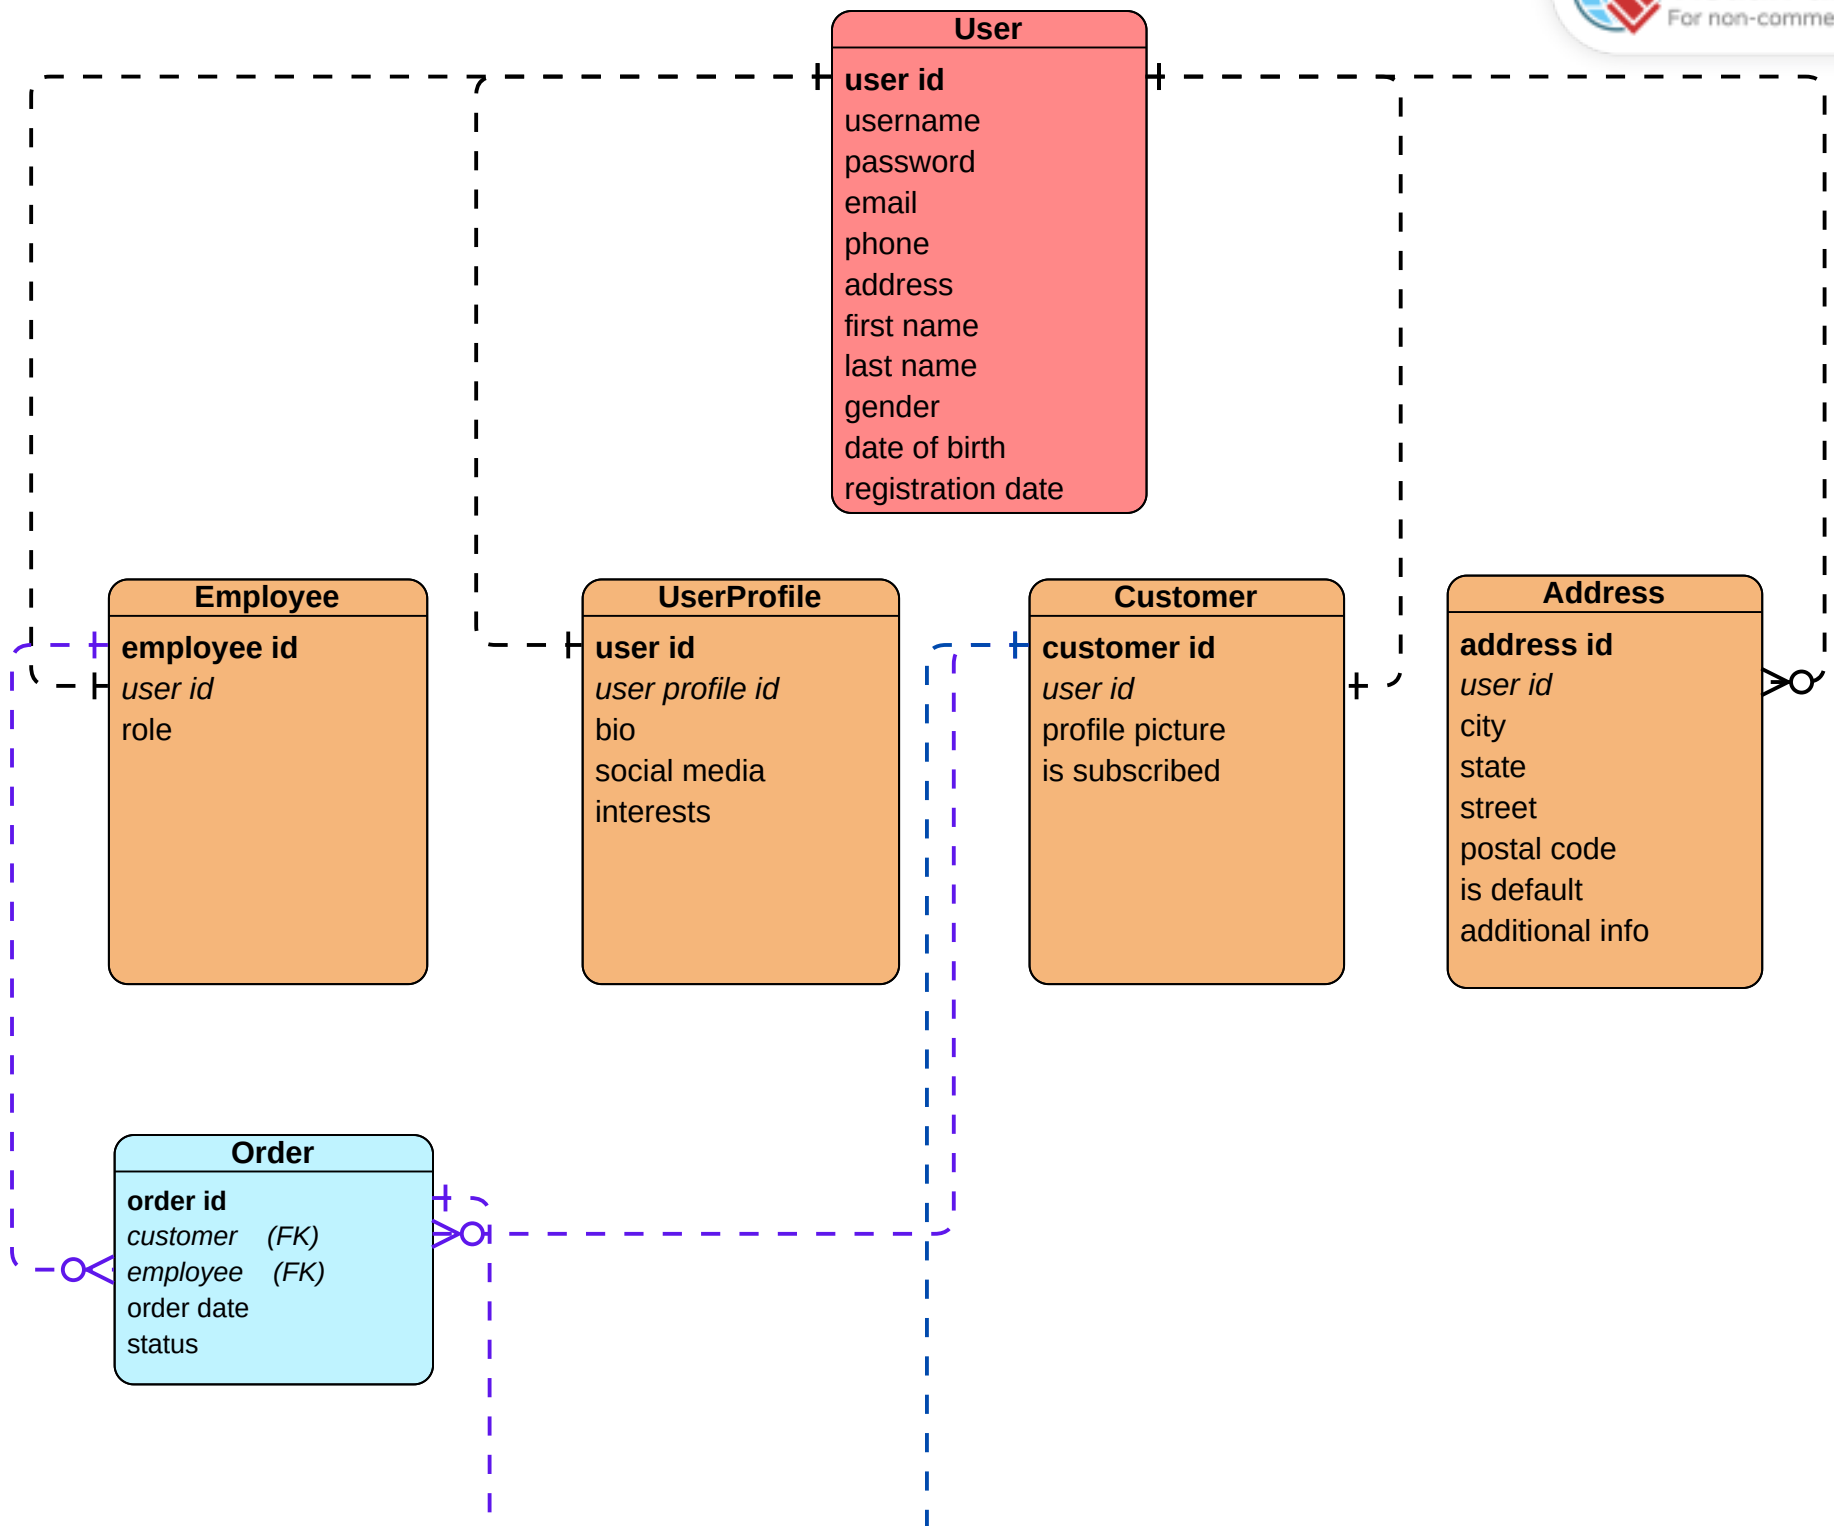 For non-comme
User
user id
username
password
email
phone
address
first name
last name
gender
date of birth
registration date
Employee
employee id
user id
role
UserProfile
user id
user profile id
bio
social media
interests
Customer
customer id
user id
profile picture
is subscribed
Address
address id
user id
city
state
street
postal code
is default
additional info
Order
order id
customer (FK)
employee (FK)
order date
status